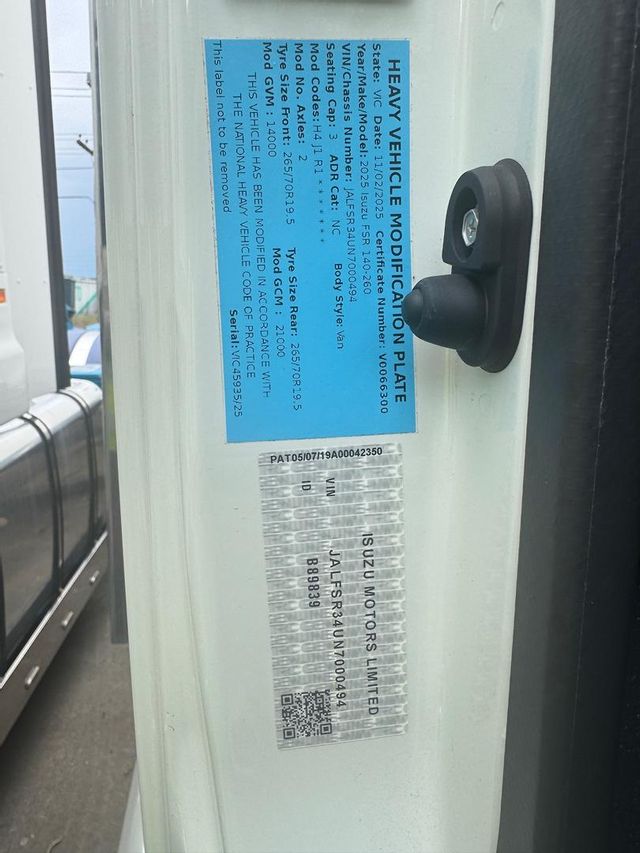 HEAVY VEHICLE MODIFICATION PLATE
State: VIC Date: 11/02/2025 Certificate Number: V0066300
Year/Make/Model: 2025 Isuzu FSR 140-260
VIN/Chassis Number: JALFSR34UN7000494
Seating Cap: 3 ADR Cat: NC Body Style: Van
Mod Codes: H4 J1 R1 * * * * * * *
Mod No. Axles: 2
Tyre Size Front: 265/70R19.5 Tyre Size Rear: 265/70R19.5
Mod GVM : 14000 Mod GCM : 21000
THIS VEHICLE HAS BEEN MODIFIED IN ACCORDANCE WITH
THE NATIONAL HEAVY VEHICLE CODE OF PRACTICE
This label not to be removed Serial: VIC45935/25
PAT05/07/19A00042350
ISUZU MOTORS LIMITED
VIN JALFSR34UN7000494
ID B89839